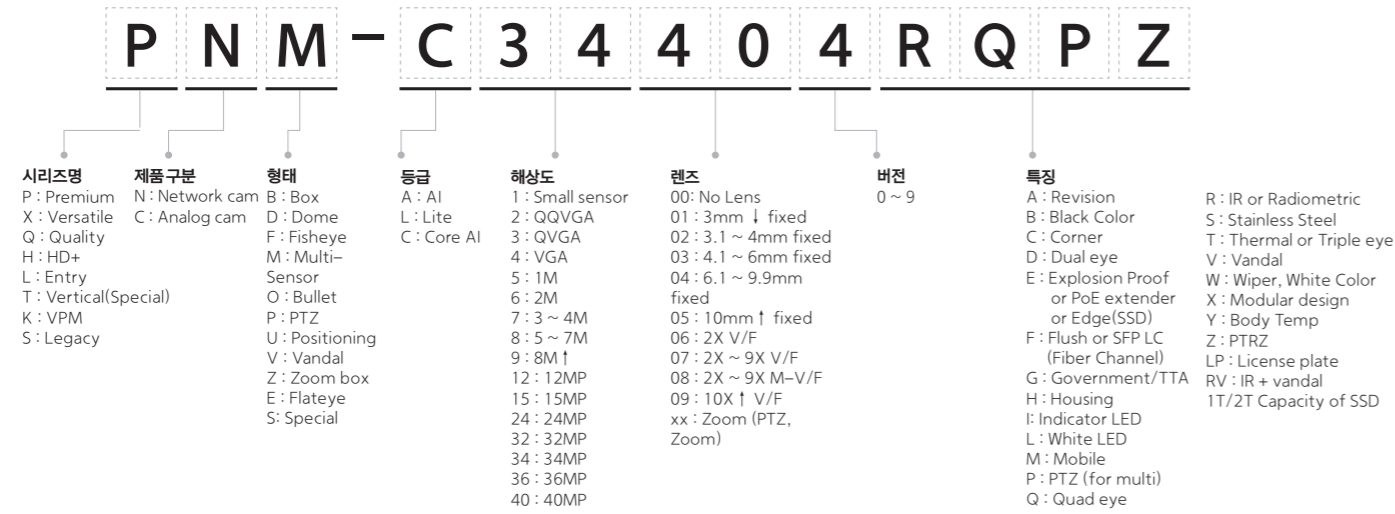 PNM-C34404RQPZ
시리즈명
P : Premium
X : Versatile
Q : Quality
H : HD+
L : Entry
T : Vertical(Special)
K : VPM
S : Legacy
제품 구분
N : Network cam
C : Analog cam
형태
B : Box
D : Dome
F : Fisheye
M : Multi–
Sensor
O : Bullet
P : PTZ
U : Positioning
V : Vandal
Z : Zoom box
E : Flateye
S: Special
등급
A : AI
L : Lite
C : Core AI
해상도
1 : Small sensor
2 : QQVGA
3 : QVGA
4 : VGA
5 : 1M
6 : 2M
7 : 3 ~ 4M
8 : 5 ~ 7M
9 : 8M↑
12 : 12MP
15 : 15MP
24 : 24MP
32 : 32MP
34 : 34MP
36 : 36MP
40 : 40MP
렌즈
00: No Lens
01 : 3mm ↓ fixed
02 : 3.1 ~ 4mm fixed
03 : 4.1 ~ 6mm fixed
04 : 6.1 ~ 9.9mm
fixed
05 : 10mm↑ fixed
06 : 2X V/F
07 : 2X ~ 9X V/F
08 : 2X ~ 9X M–V/F
09 : 10X↑ V/F
xx : Zoom (PTZ,
Zoom)
버전
0 ~ 9
특징
A : Revision
B : Black Color
C : Corner
D : Dual eye
E : Explosion Proof
or PoE extender
or Edge(SSD)
F : Flush or SFP LC
(Fiber Channel)
G : Government/TTA
H : Housing
I: Indicator LED
L : White LED
M : Mobile
P : PTZ (for multi)
Q : Quad eye
R : IR or Radiometric
S : Stainless Steel
T : Thermal or Triple eye
V : Vandal
W : Wiper, White Color
X : Modular design
Y : Body Temp
Z : PTRZ
LP : License plate
RV : IR + vandal
1T/2T Capacity of SSD